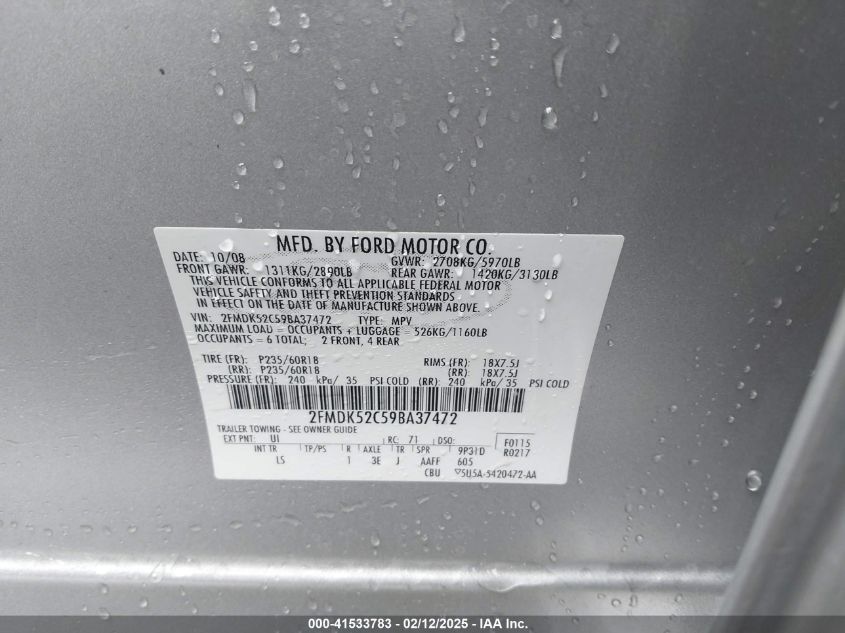 MFD. BY FORD MOTOR CO.
DATE: 10/08 GVWR: 2708KG/5970LB
FRONT GAWR: 1311KG/2890LB REAR GAWR: 1420KG/3130LB
THIS VEHICLE CONFORMS TO ALL APPLICABLE FEDERAL MOTOR
VEHICLE SAFETY AND THEFT PREVENTION STANDARDS
IN EFFECT ON THE DATE OF MANUFACTURE SHOWN ABOVE.
VIN: 2FMDK52C59BA37472 TYPE: MPV
MAXIMUM LOAD = OCCUPANTS + LUGGAGE = 526KG/1160LB
OCCUPANTS = 6 TOTAL; 2 FRONT, 4 REAR
TIRE (FR): P235/60R18 RIMS (FR): 18X7.5J
(RR): P235/60R18 (RR): 18X7.5J
PRESSURE (FR): 240 kPa/ 35 PSI COLD (RR): 240 kPa/ 35 PSI COLD
2FMDK52C59BA37472
TRAILER TOWING - SEE OWNER GUIDE
EXT PNT: UI RC: 71 DSO: F0115
INT TR TP/PS R AXLE TR SPR 9P31D R0217
LS 1 3E J AAFF 605
CBU 5U5A-5420472-AA
000-41533783 - 02/12/2025 - IAAI.com